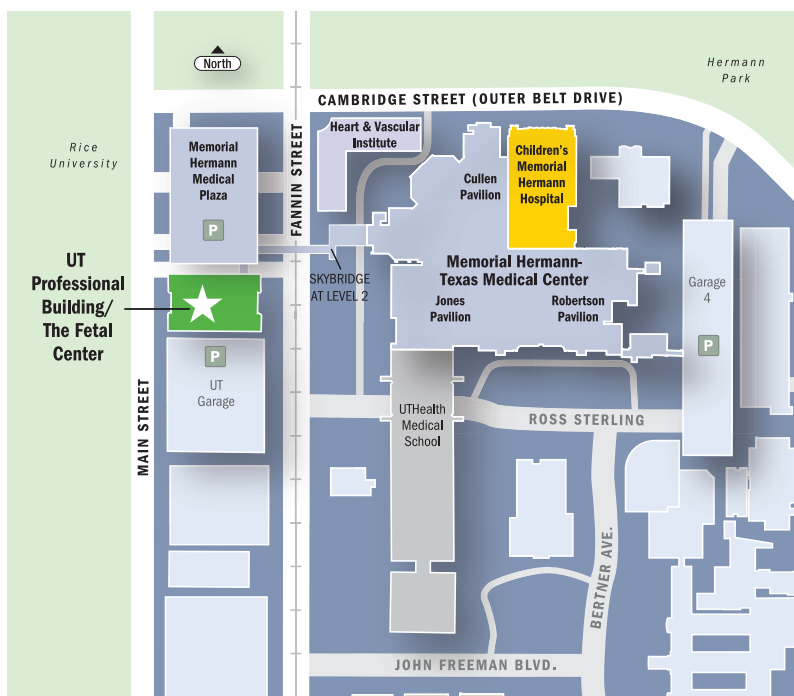 North
Hermann
Park
CAMBRIDGE STREET (OUTER BELT DRIVE)
Rice
University
Memorial
Hermann
Medical
Plaza
P
FANNIN STREET
Heart & Vascular
Institute
Cullen
Pavilion
Children's
Memorial
Hermann
Hospital
UT
Professional
Building/
The Fetal
Center
SKYBRIDGE
AT LEVEL 2
Memorial Hermann-
Texas Medical Center
Jones
Pavilion
Robertson
Pavilion
Garage
4
P
P
UT
Garage
MAIN STREET
UTHealth
Medical
School
ROSS STERLING
BERTNER AVE.
JOHN FREEMAN BLVD.